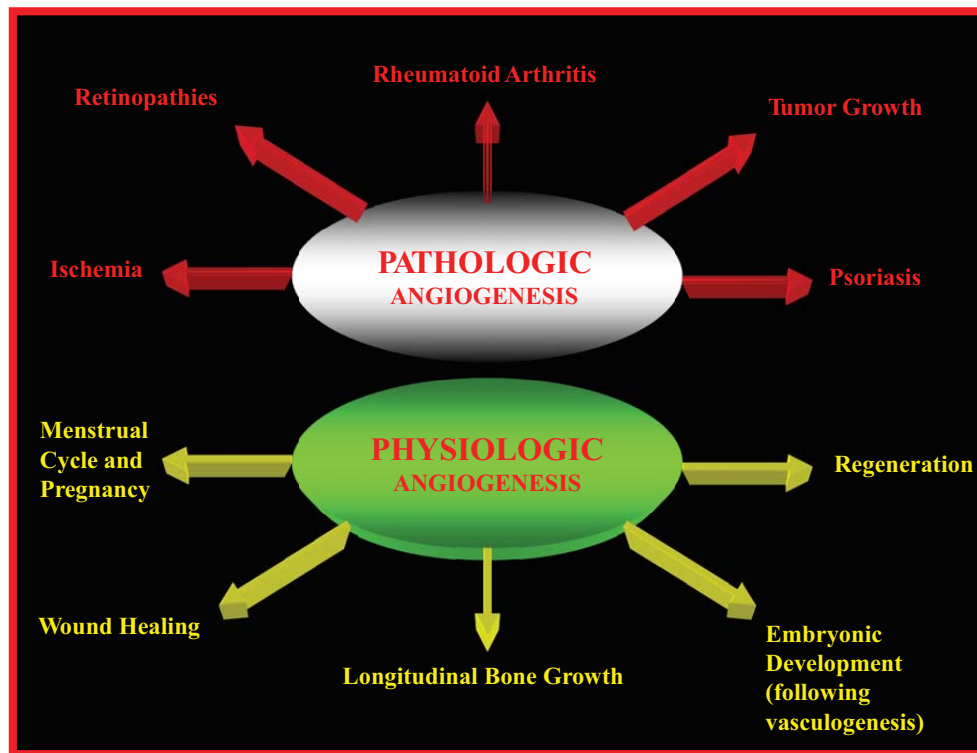 Rheumatoid Arthritis
Retinopathies
Tumor Growth
PATHOLOGIC
ANGIOGENESIS
Ischemia
Psoriasis
Menstrual
Cycle and
Pregnancy
PHYSIOLOGIC
ANGIOGENESIS
Regeneration
Wound Healing
Longitudinal Bone Growth
Embryonic
Development
(following
vasculogenesis)